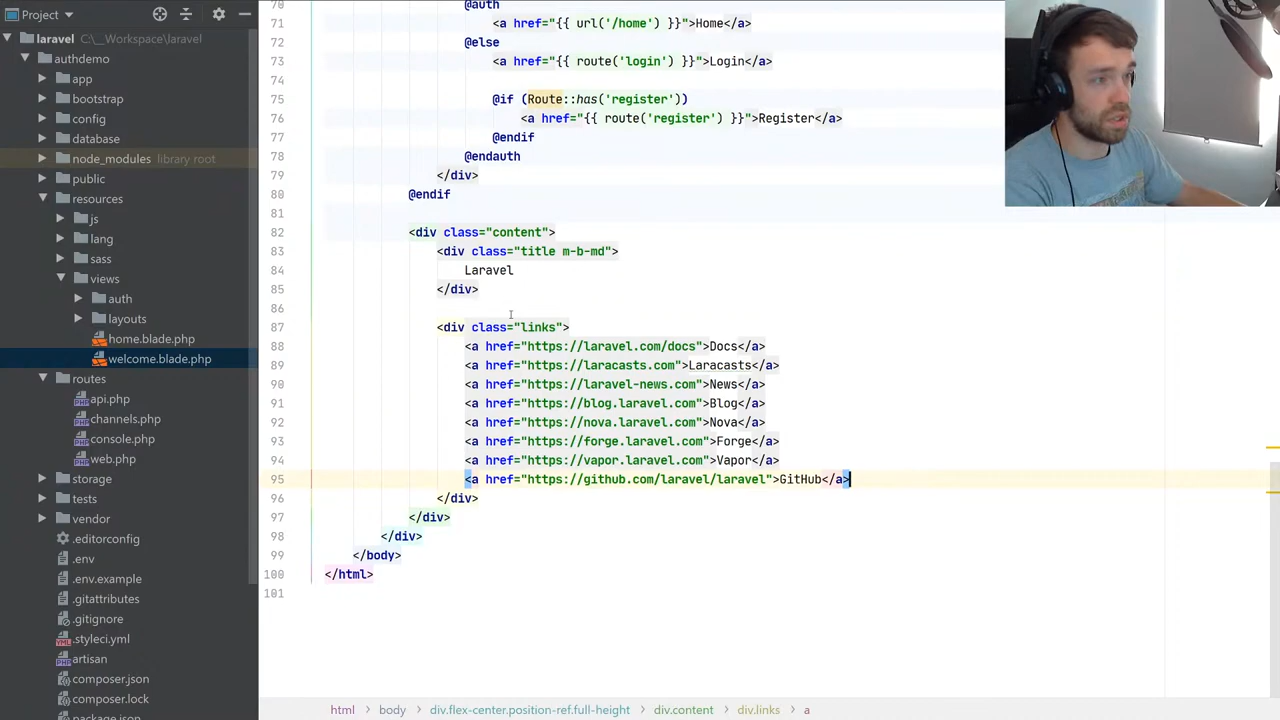 Project
laravel C:\__Workspace\laravel
authdemo
app
bootstrap
config
database
node_modules library root
public
resources
js
lang
sass
views
auth
layouts
home.blade.php
welcome.blade.php
routes
api.php
channels.php
console.php
web.php
storage
tests
vendor
.editorconfig
.env
.env.example
.gitattributes
.gitignore
.styleci.yml
artisan
composer.json
composer.lock
package.json
70 @auth
71 <a href="{{ url('/home') }}">Home</a>
72 @else
73 <a href="{{ route('login') }}">Login</a>
74
75 @if (Route::has('register'))
76 <a href="{{ route('register') }}">Register</a>
77 @endif
78 @endauth
79 </div>
80 @endif
81
82 <div class="content">
83 <div class="title m-b-md">
84 Laravel
85 </div>
86
87 <div class="links">
88 <a href="https://laravel.com/docs">Docs</a>
89 <a href="https://laracasts.com">Laracasts</a>
90 <a href="https://laravel-news.com">News</a>
91 <a href="https://blog.laravel.com">Blog</a>
92 <a href="https://nova.laravel.com">Nova</a>
93 <a href="https://forge.laravel.com">Forge</a>
94 <a href="https://vapor.laravel.com">Vapor</a>
95 <a href="https://github.com/laravel/laravel">GitHub</a>
96 </div>
97 </div>
98 </div>
99 </body>
100 </html>
101
html body div.flex-center.position-ref.full-height div.content div.links a